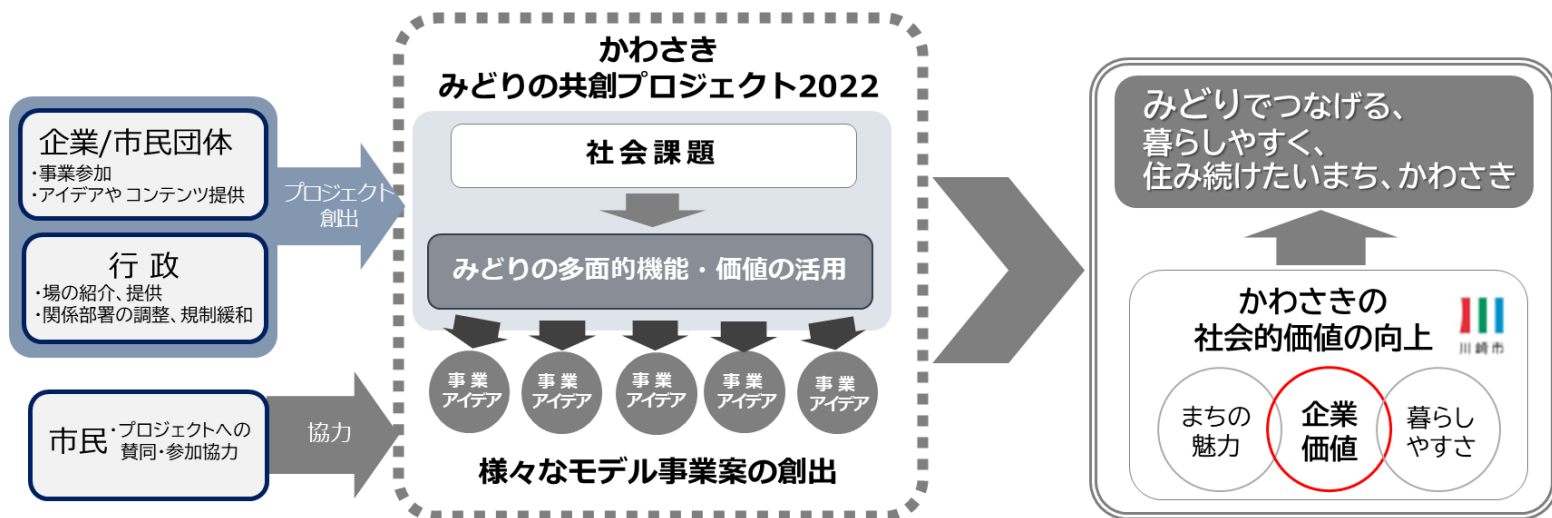 企業/市民団体
・事業参加
・アイデアや コンテンツ提供
行 政
・場の紹介、提供
・関係部署の調整、規制緩和
プロジェクト
創出
市民
・プロジェクトへの
賛同・参加協力
協力
かわさき
みどりの共創プロジェクト2022
社会課題
みどりの多面的機能・価値の活用
事業
アイデア
事業
アイデア
事業
アイデア
事業
アイデア
事業
アイデア
様々なモデル事業案の創出
みどりでつなげる、
暮らしやすく、
住み続けたいまち、かわさき
かわさきの
社会的価値の向上
川崎市
まちの
魅力
企業
価値
暮らし
やすさ